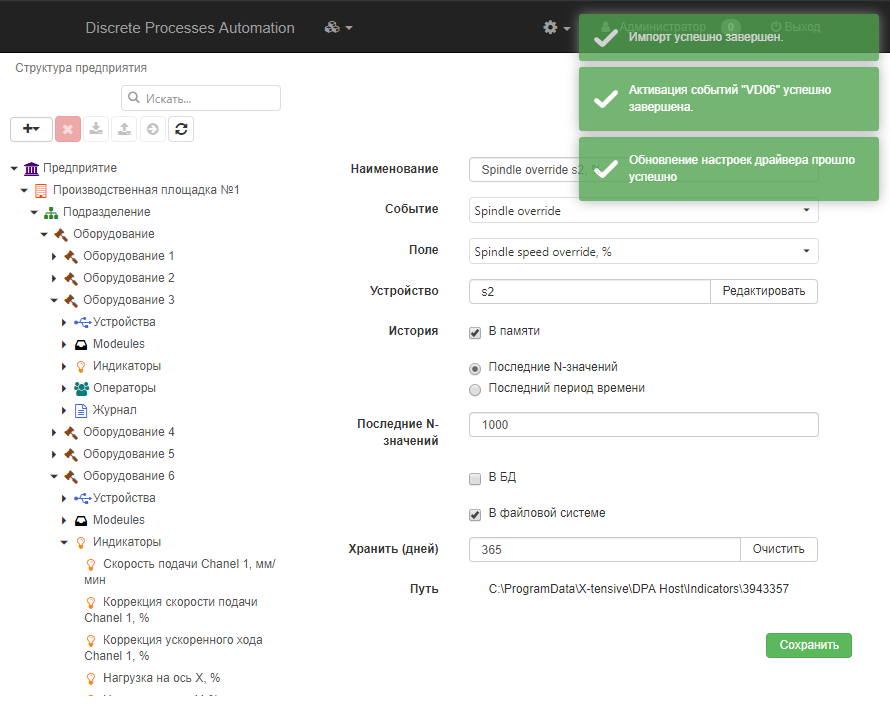 Discrete Processes Automation
Администратор
0
Выход
Импорт успешно завершен.
Активация событий "VD06" успешно
завершена.
Обновление настроек драйвера прошло
успешно
Структура предприятия
Искать...
Предприятие
Производственная площадка №1
Подразделение
Оборудование
Оборудование 1
Оборудование 2
Оборудование 3
Устройства
Modeules
Индикаторы
Операторы
Журнал
Оборудование 4
Оборудование 5
Оборудование 6
Устройства
Modeules
Индикаторы
Скорость подачи Chanel 1, мм/
мин
Коррекция скорости подачи
Chanel 1, %
Коррекция ускоренного хода
Chanel 1, %
Нагрузка на ось X, %
Наименование
Spindle override s2, %
Событие
Spindle override
Поле
Spindle speed override, %
Устройство
s2
Редактировать
История
В памяти
Последние N-значений
Последний период времени
Последние N-
значений
1000
В БД
В файловой системе
Хранить (дней)
365
Очистить
Путь
C:\ProgramData\X-tensive\DPA Host\Indicators\3943357
Сохранить